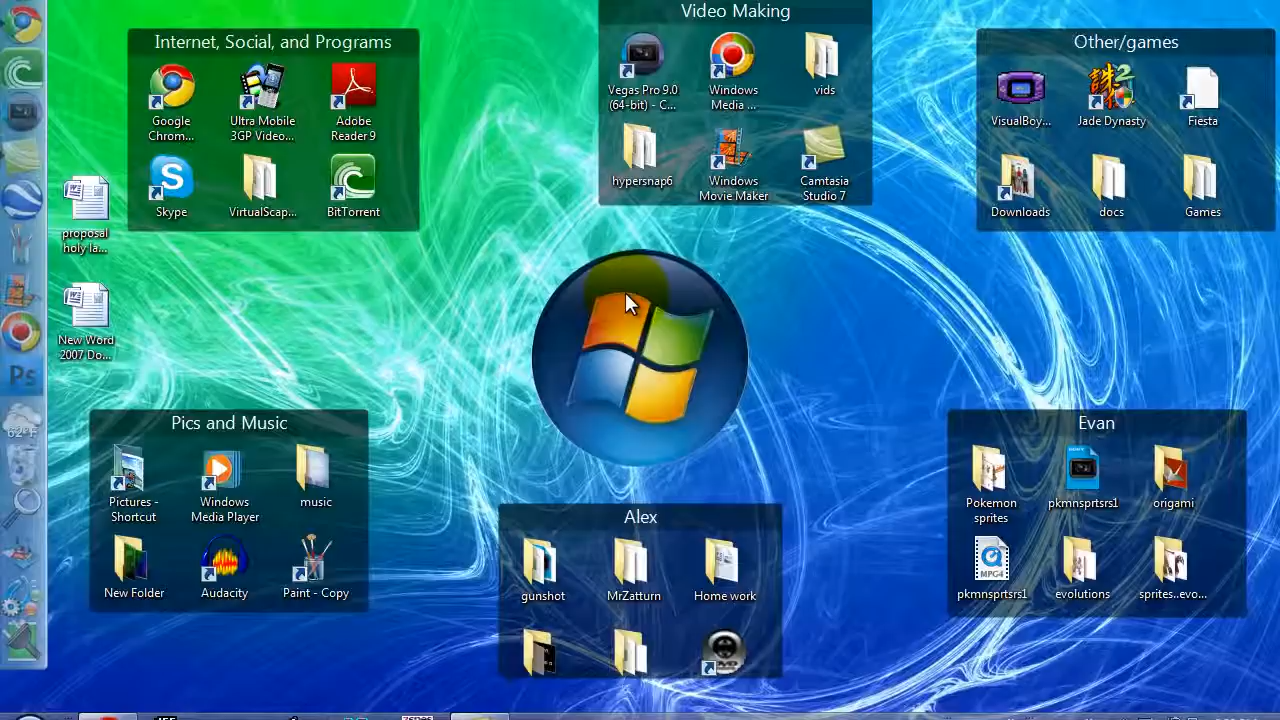 Internet, Social, and Programs
Google
Chrom...
Ultra Mobile
3GP Video...
Adobe
Reader 9
Skype
VirtualScap...
BitTorrent
proposal
holy la...
New Word
2007 Do...
Video Making
Vegas Pro 9.0
(64-bit) - C...
Windows
Media ...
vids
hypersnap6
Windows
Movie Maker
Camtasia
Studio 7
Other/games
VisualBoy...
Jade Dynasty
Fiesta
Downloads
docs
Games
Ps
62°F
Pics and Music
Pictures -
Shortcut
Windows
Media Player
music
New Folder
Audacity
Paint - Copy
Alex
gunshot
MrZatturn
Home work
Evan
Pokemon
sprites
pkmnsprtsrs1
origami
MPG4
pkmnsprtsrs1
evolutions
sprites..evo...